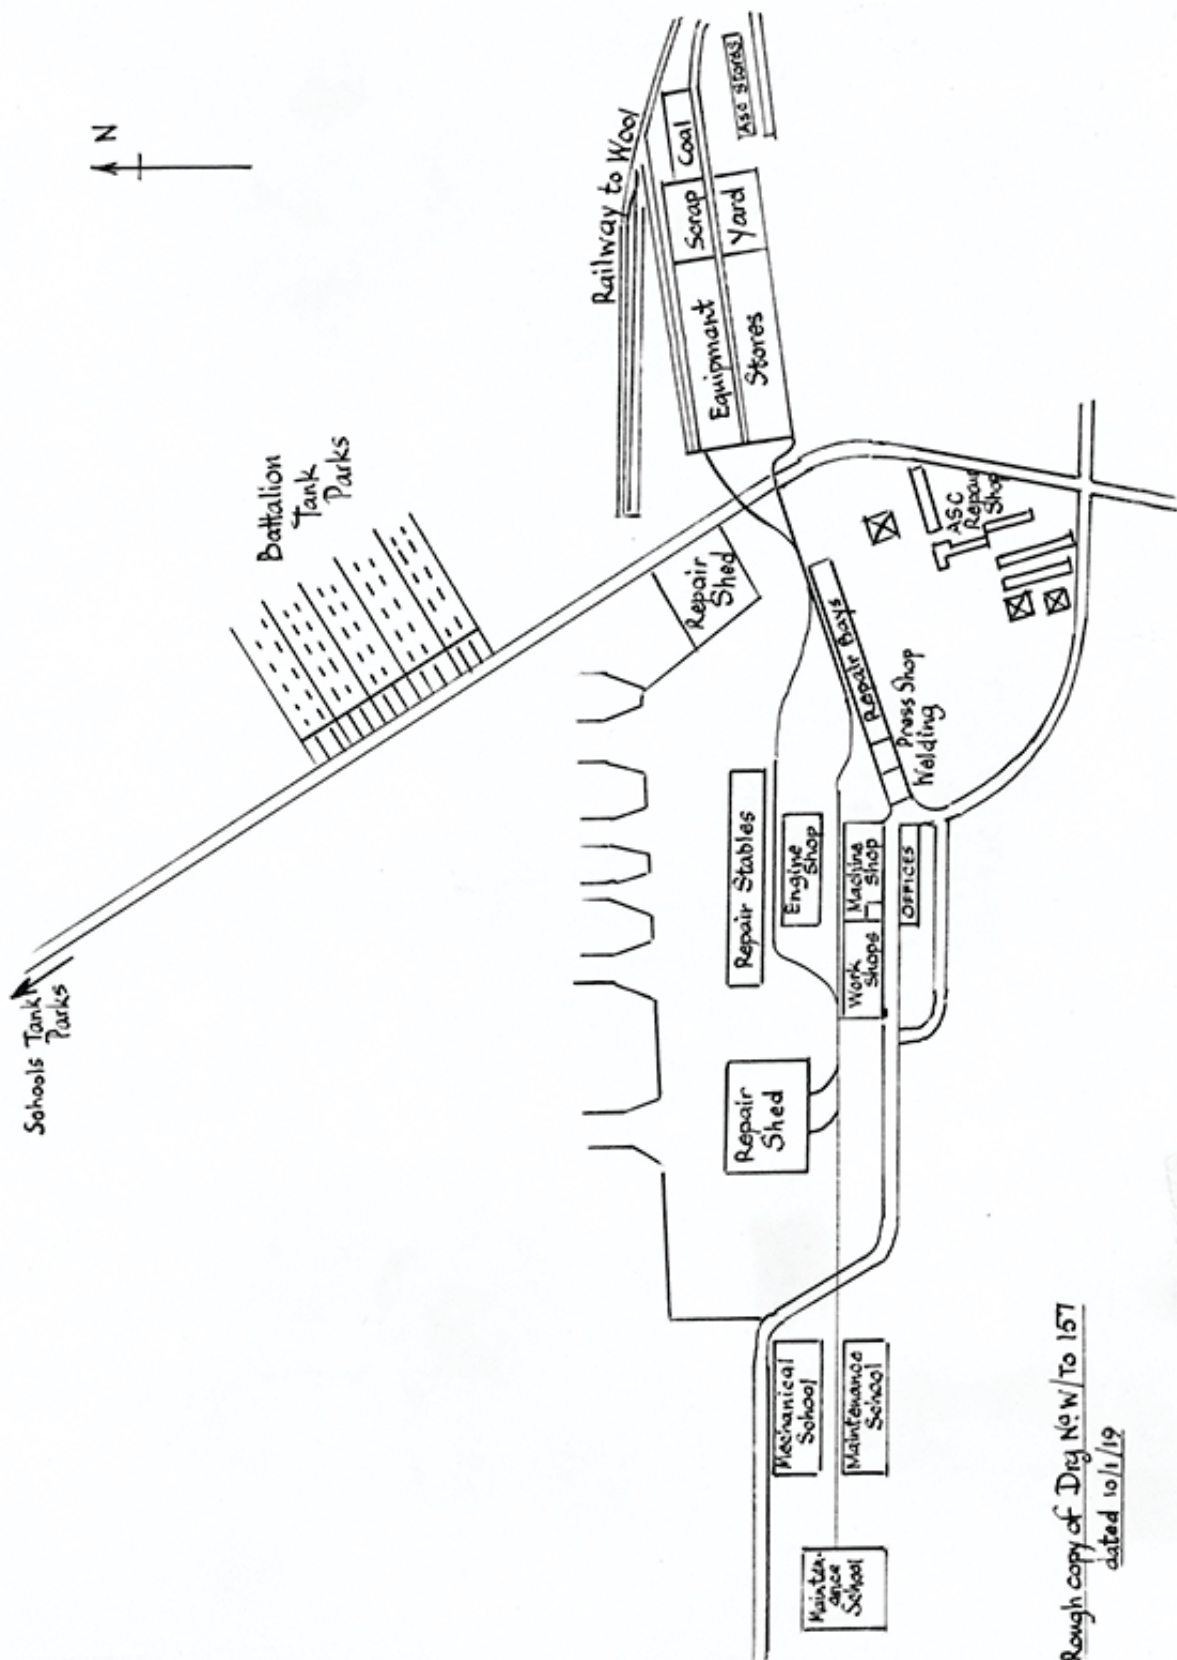 N
Schools Tank
Parks
Battalion
Tank
Parks
Railway to Wool
Coal
Scrap
Yard
Equipmant
Stores
ASC Stores
Repair
Shed
ASC
Repair
Shop
Repair Bays
Press Shop
Welding
Repair Stables
Engine
Shop
Machine
Shop
Work
Shops
OFFICES
Repair
Shed
Mechanical
School
Maintenance
School
Mainten-
ance
School
Rough copy of Drg No. W/TO 157
dated 10/1/19